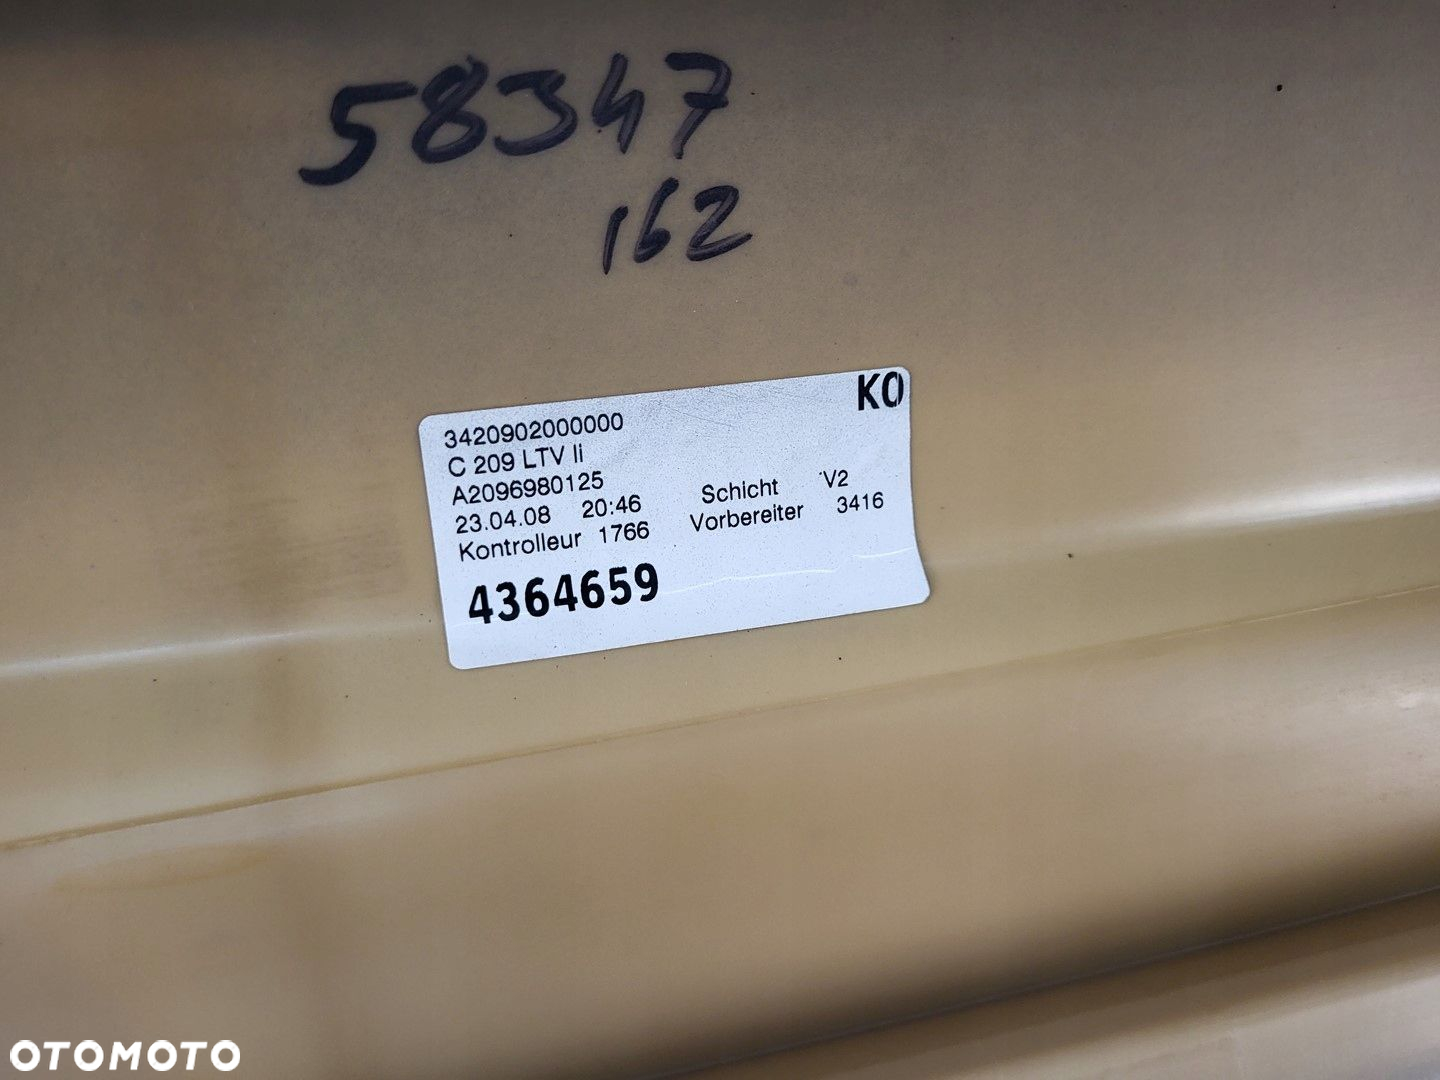 58347
162
KO
3420902000000
C 209 LTV li
A2096980125
23.04.08 20:46 Schicht V2
Kontrolleur 1766 Vorbereiter 3416
4364659
OTOMOTO